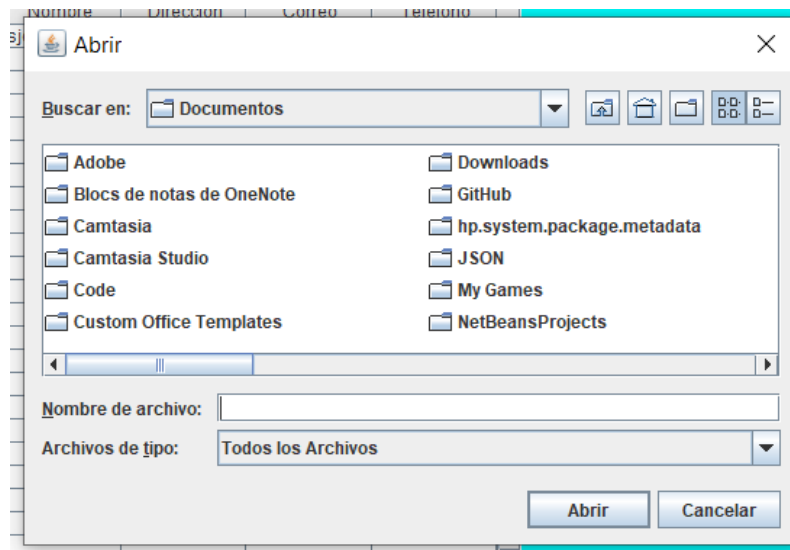 Nombre Dirección Correo Telefono
sj
Abrir
Buscar en: Documentos
Adobe Downloads
Blocs de notas de OneNote GitHub
Camtasia hp.system.package.metadata
Camtasia Studio JSON
Code My Games
Custom Office Templates NetBeansProjects
Nombre de archivo:
Archivos de tipo: Todos los Archivos
Abrir Cancelar